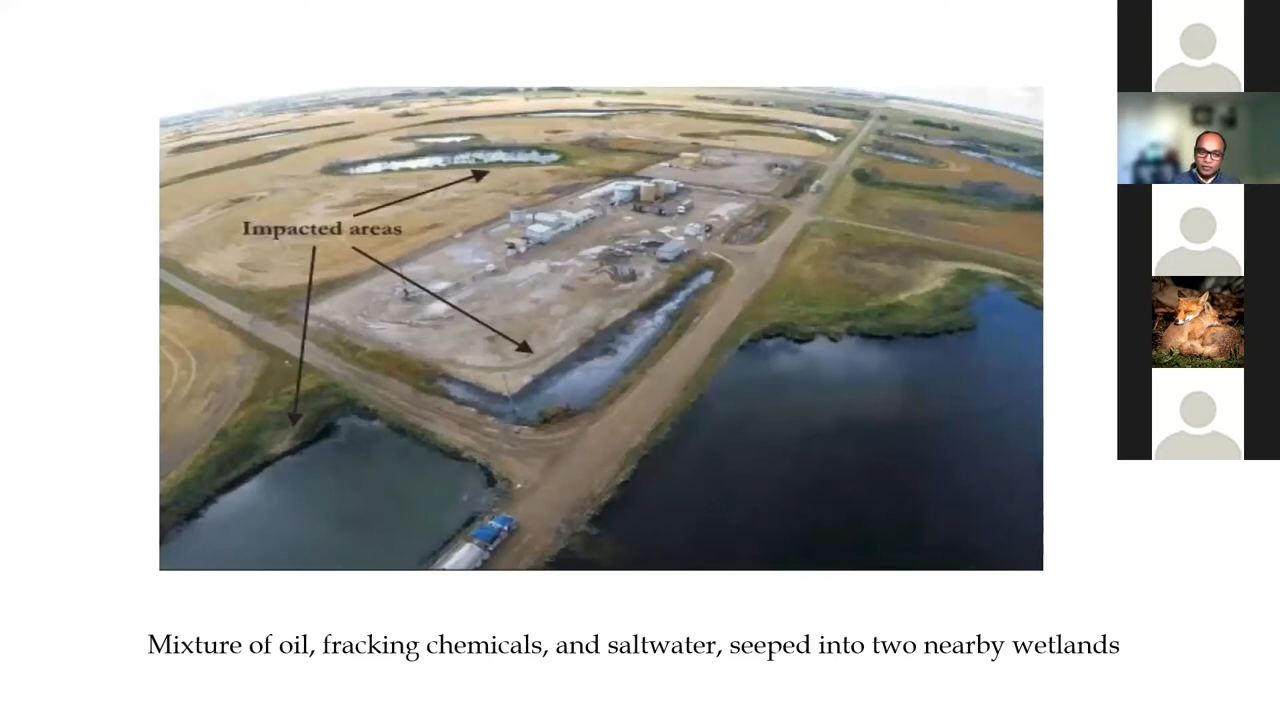 Impacted areas
Mixture of oil, fracking chemicals, and saltwater, seeped into two nearby wetlands